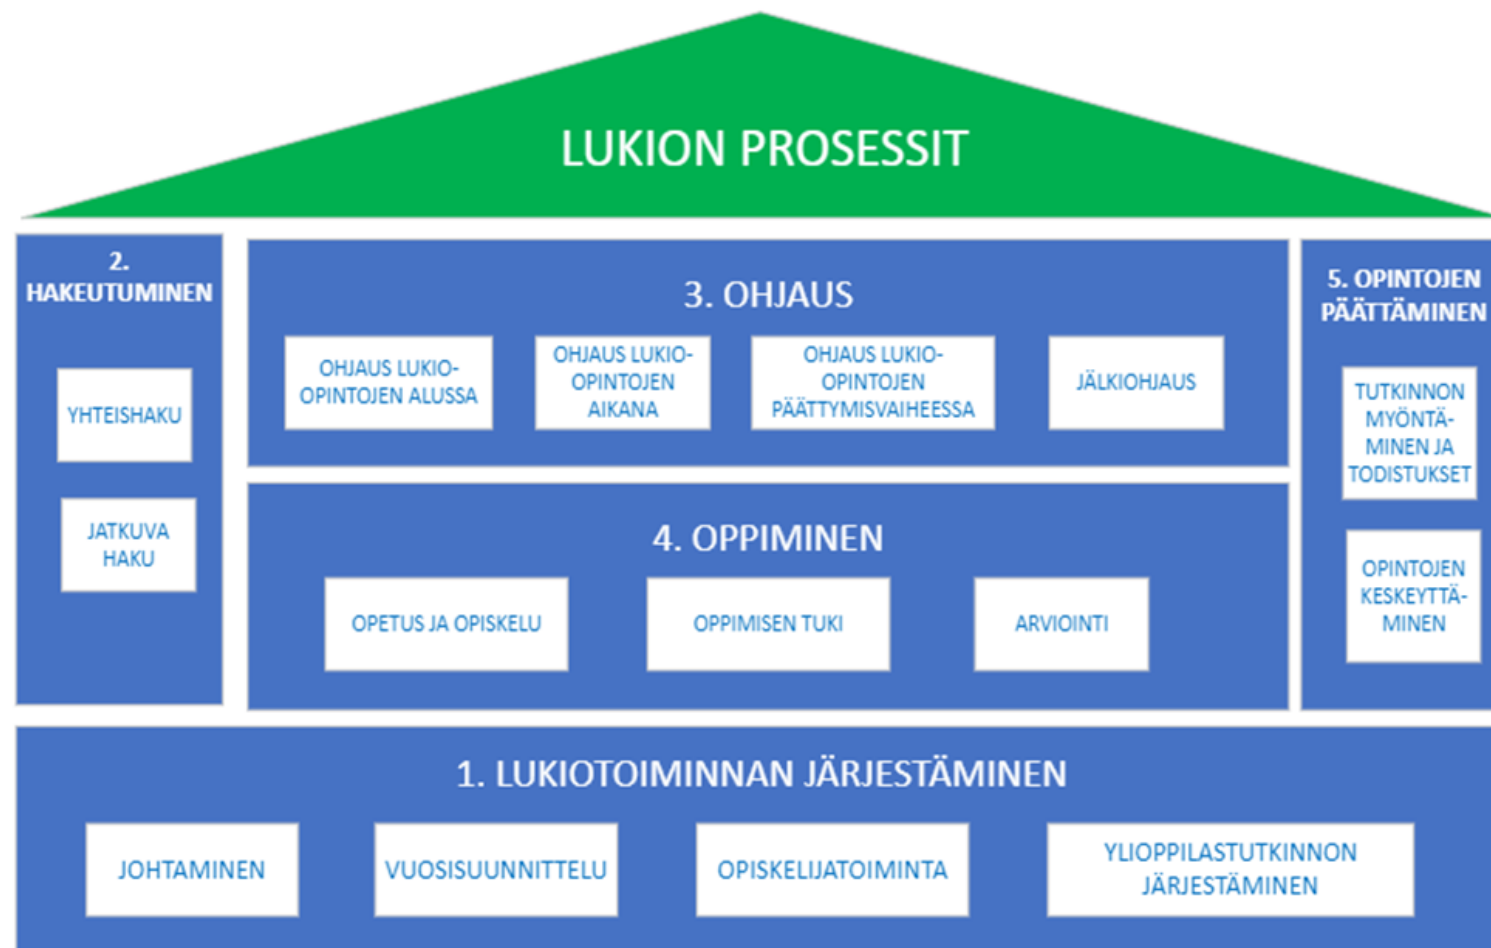 LUKION PROSESSIT
2.
HAKEUTUMINEN
YHTEISHAKU
JATKUVA
HAKU
3. OHJAUS
OHJAUS LUKIO-
OPINTOJEN ALUSSA
OHJAUS LUKIO-
OPINTOJEN
AIKANA
OHJAUS LUKIO-
OPINTOJEN
PÄÄTTYMISVAIHEESSA
JÄLKIOHJAUS
4. OPPIMINEN
OPETUS JA OPISKELU
OPPIMISEN TUKI
ARVIOINTI
5. OPINTOJEN
PÄÄTTÄMINEN
TUTKINNON
MYÖNTÄ-
MINEN JA
TODISTUKSET
OPINTOJEN
KESKEYTTÄ-
MINEN
1. LUKIOTOIMINNAN JÄRJESTÄMINEN
JOHTAMINEN
VUOSISUUNNITTELU
OPISKELIJATOIMINTA
YLIOPPILASTUTKINNON
JÄRJESTÄMINEN